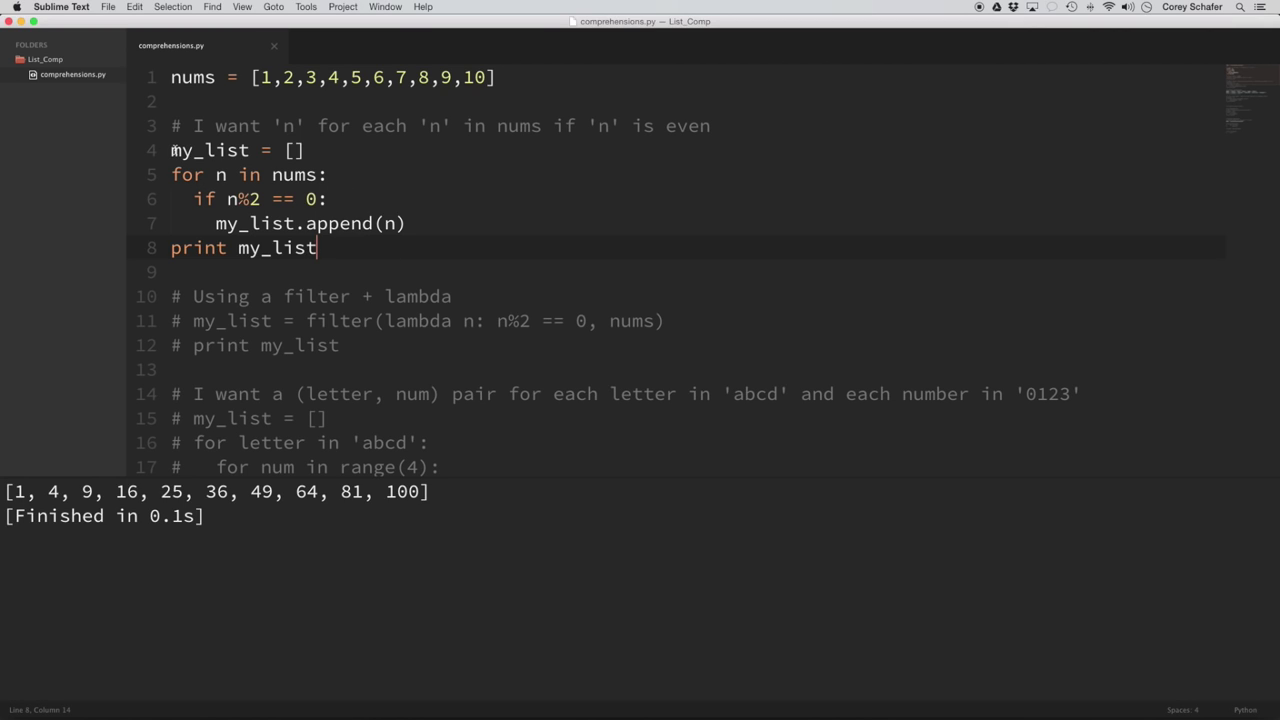 Sublime Text File Edit Selection Find View Goto Tools Project Window Help Corey Schafer
comprehensions.py — List_Comp
FOLDERS
List_Comp
comprehensions.py
comprehensions.py
1 nums = [1,2,3,4,5,6,7,8,9,10]
2
3 # I want 'n' for each 'n' in nums if 'n' is even
4 my_list = []
5 for n in nums:
6 if n%2 == 0:
7 my_list.append(n)
8 print my_list
9
10 # Using a filter + lambda
11 # my_list = filter(lambda n: n%2 == 0, nums)
12 # print my_list
13
14 # I want a (letter, num) pair for each letter in 'abcd' and each number in '0123'
15 # my_list = []
16 # for letter in 'abcd':
17 # for num in range(4):
[1, 4, 9, 16, 25, 36, 49, 64, 81, 100]
[Finished in 0.1s]
Line 8, Column 14 Spaces: 4 Python